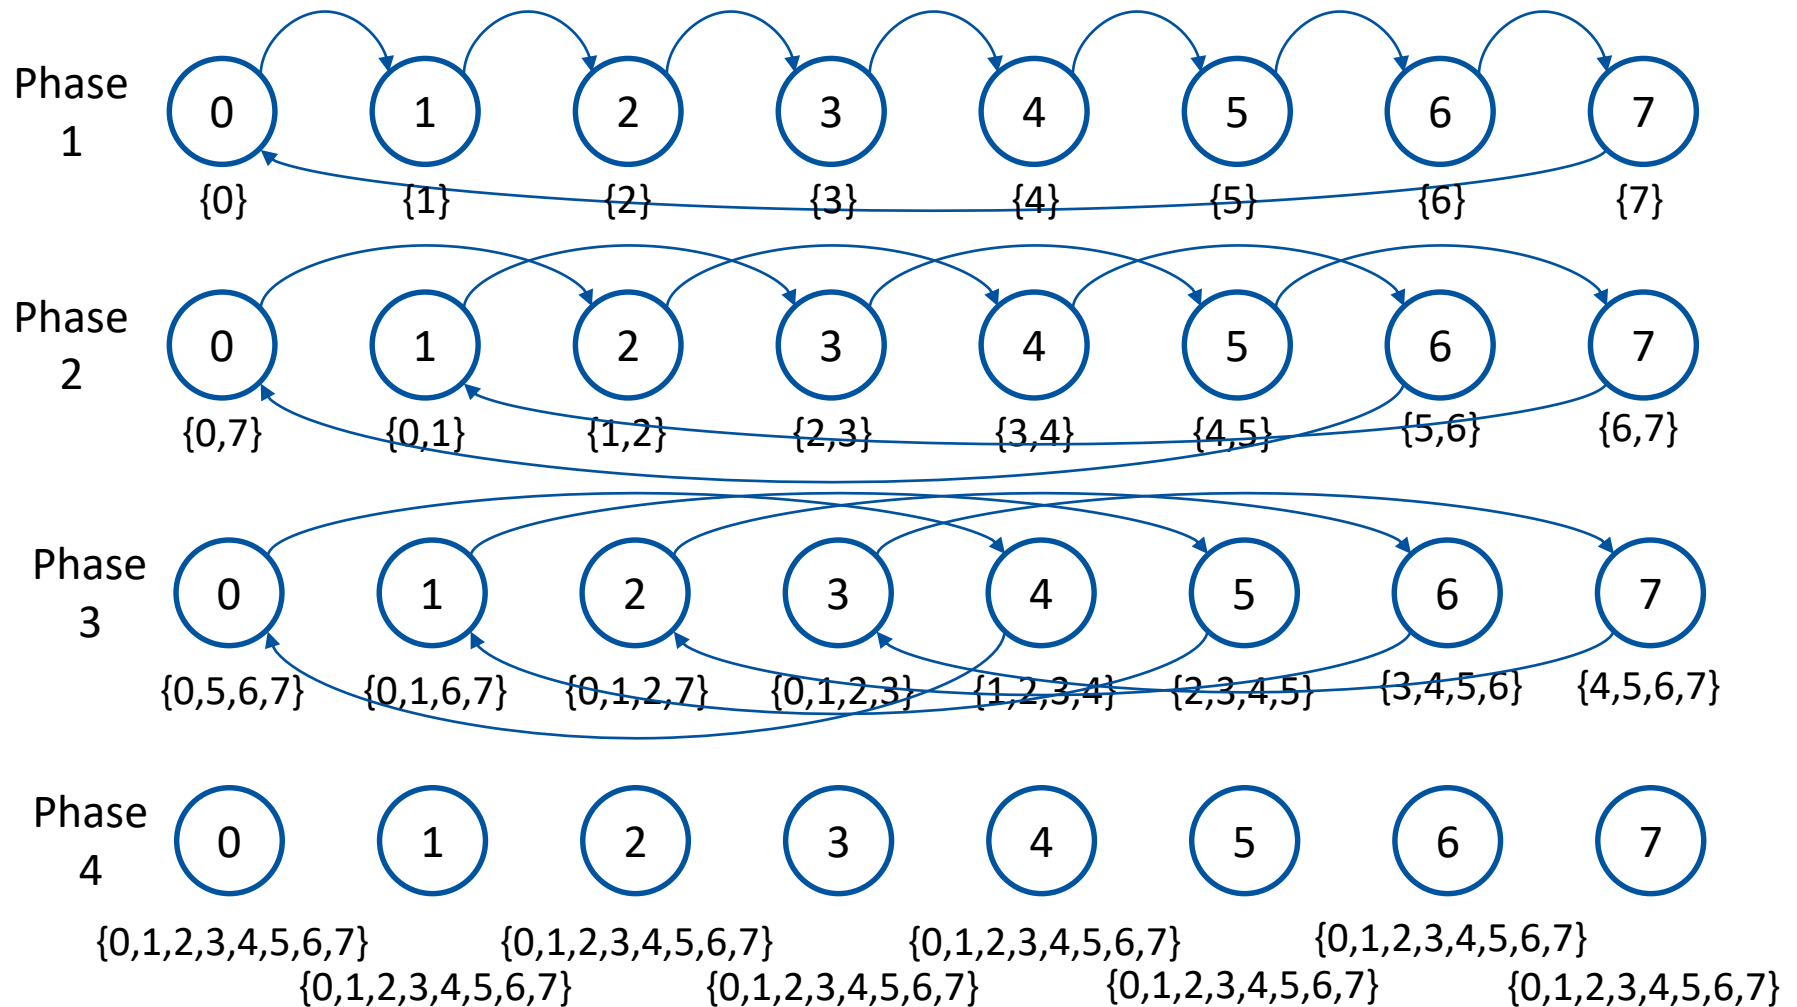 Phase
1
0 1 2 3 4 5 6 7
{0} {1} {2} {3} {4} {5} {6} {7}
Phase
2
0 1 2 3 4 5 6 7
{0,7} {0,1} {1,2} {2,3} {3,4} {4,5} {5,6} {6,7}
Phase
3
0 1 2 3 4 5 6 7
{0,5,6,7} {0,1,6,7} {0,1,2,7} {0,1,2,3} {1,2,3,4} {2,3,4,5} {3,4,5,6} {4,5,6,7}
Phase
4
0 1 2 3 4 5 6 7
{0,1,2,3,4,5,6,7} {0,1,2,3,4,5,6,7} {0,1,2,3,4,5,6,7} {0,1,2,3,4,5,6,7}
{0,1,2,3,4,5,6,7} {0,1,2,3,4,5,6,7} {0,1,2,3,4,5,6,7} {0,1,2,3,4,5,6,7}